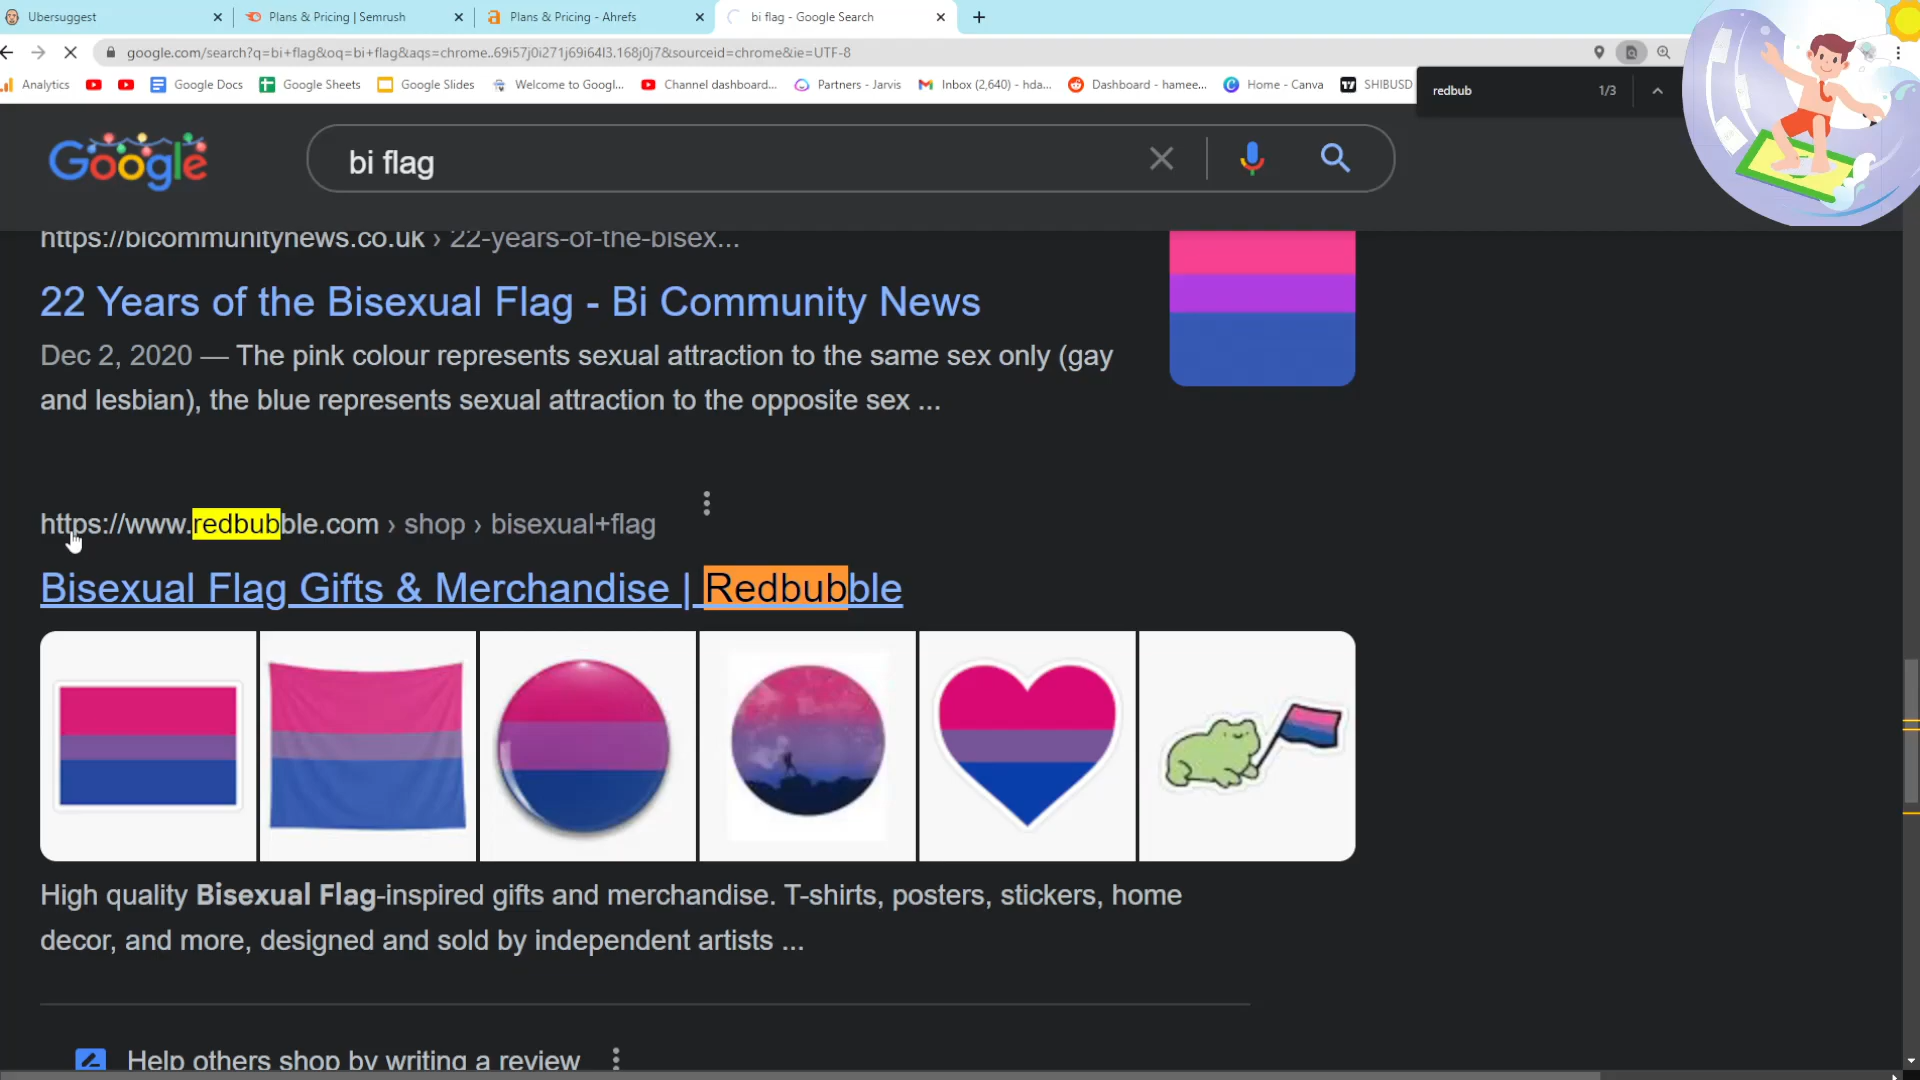 Ubersuggest
Plans & Pricing | Semrush
Plans & Pricing - Ahrefs
bi flag - Google Search
google.com/search?q=bi+flag&oq=bi+flag&aqs=chrome..69i57j0i271j69i64l3.168j0j7&sourceid=chrome&ie=UTF-8
Analytics
Google Docs
Google Sheets
Google Slides
Welcome to Googl...
Channel dashboard...
Partners - Jarvis
Inbox (2,640) - hda...
Dashboard - hamee...
Home - Canva
SHIBUSD
redbub
1/3
Google
bi flag
https://bicommunitynews.co.uk › 22-years-of-the-bisex...
22 Years of the Bisexual Flag - Bi Community News
Dec 2, 2020 — The pink colour represents sexual attraction to the same sex only (gay
and lesbian), the blue represents sexual attraction to the opposite sex ...
https://www.redbubble.com › shop › bisexual+flag
Bisexual Flag Gifts & Merchandise | Redbubble
High quality Bisexual Flag-inspired gifts and merchandise. T-shirts, posters, stickers, home
decor, and more, designed and sold by independent artists ...
Help others shop by writing a review